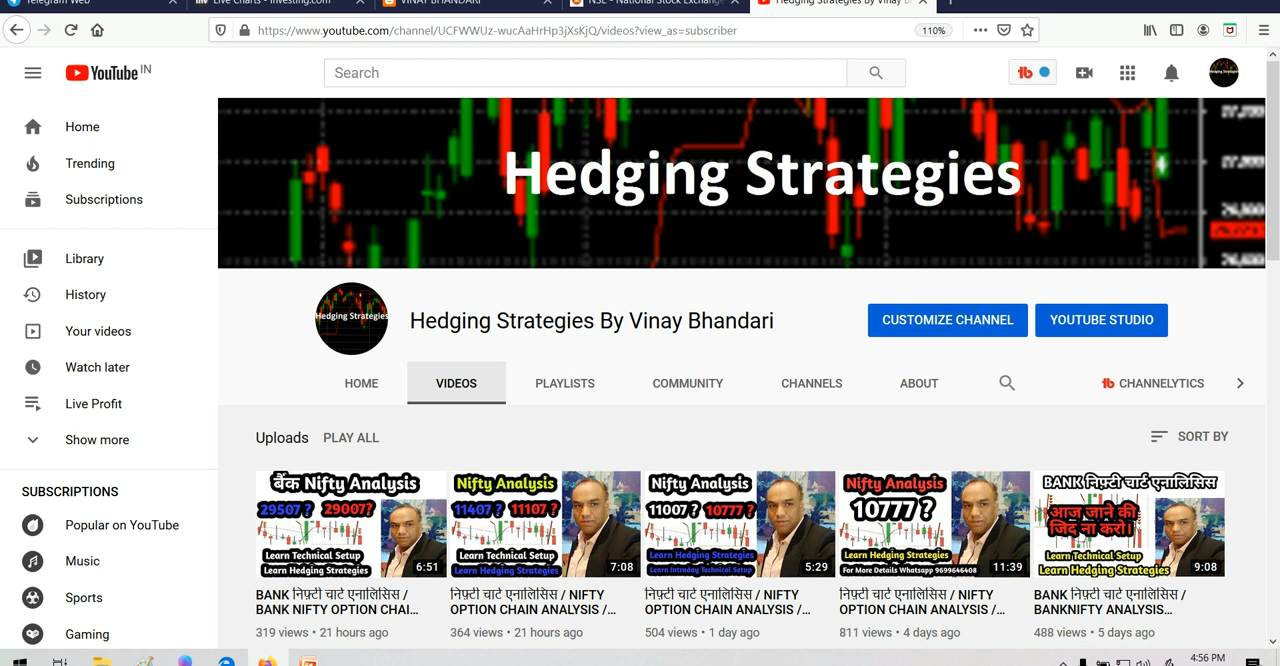 Telegram Web
Live Charts - Investing.com
VINAY BHANDARI
NSE - National Stock Exchange
Hedging Strategies By Vinay B
https://www.youtube.com/channel/UCFWWUz-wucAaHrHp3jXsKjQ/videos?view_as=subscriber
110%
YouTube IN
Search
Home
Trending
Subscriptions
Library
History
Your videos
Watch later
Live Profit
Show more
SUBSCRIPTIONS
Popular on YouTube
Music
Sports
Gaming
Hedging Strategies
Hedging Strategies
Hedging Strategies By Vinay Bhandari
CUSTOMIZE CHANNEL
YOUTUBE STUDIO
HOME
VIDEOS
PLAYLISTS
COMMUNITY
CHANNELS
ABOUT
CHANNELYTICS
Uploads
PLAY ALL
SORT BY
बैंक Nifty Analysis
29507 ? 29007?
Learn Technical Setup
Learn Hedging Strategies
6:51
BANK निफ़्टी चार्ट एनालिसिस /
BANK NIFTY OPTION CHAI...
319 views • 21 hours ago
Nifty Analysis
11407 ? 11107 ?
Learn Technical Setup
Learn Hedging Strategies
7:08
BANK निफ़्टी चार्ट एनालिसिस / NIFTY
OPTION CHAIN ANALYSIS /...
364 views • 21 hours ago
Nifty Analysis
11007 ? 10777 ?
Learn Hedging Strategies
Learn Intraday Technical Setup
5:29
निफ़्टी चार्ट एनालिसिस / NIFTY
OPTION CHAIN ANALYSIS /...
504 views • 1 day ago
Nifty Analysis
10777 ?
Learn Hedging Strategies
For More Details Whatsapp 9699646408
11:39
निफ़्टी चार्ट एनालिसिस / NIFTY
OPTION CHAIN ANALYSIS /...
811 views • 4 days ago
BANK निफ़्टी चार्ट एनालिसिस
आज जाने की
जिद ना करो।
Learn Technical Setup
Learn Hedging Strategies
9:08
BANK निफ़्टी चार्ट एनालिसिस /
BANKNIFTY ANALYSIS...
488 views • 5 days ago
4:56 PM